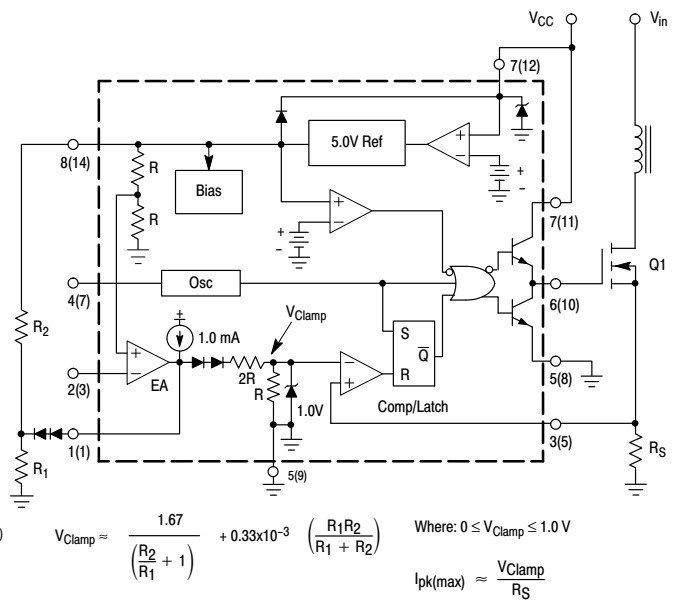 VCC
Vin
7(12)
5.0V Ref
+
−
+
-
8(14)
R
Bias
R
+
−
+
-
7(11)
Q1
4(7)
Osc
6(10)
VClamp
+
1.0 mA
S
Q̅
R
R2
2(3)
+
−
EA
2R
R
1.0V
−
+
Comp/Latch
5(8)
1(1)
3(5)
R1
RS
5(9)
)
VClamp ≈ 1.67 / (R2/R1 + 1) + 0.33x10−3 (R1R2 / R1 + R2)
Where: 0 ≤ VClamp ≤ 1.0 V
Ipk(max) ≈ VClamp / RS